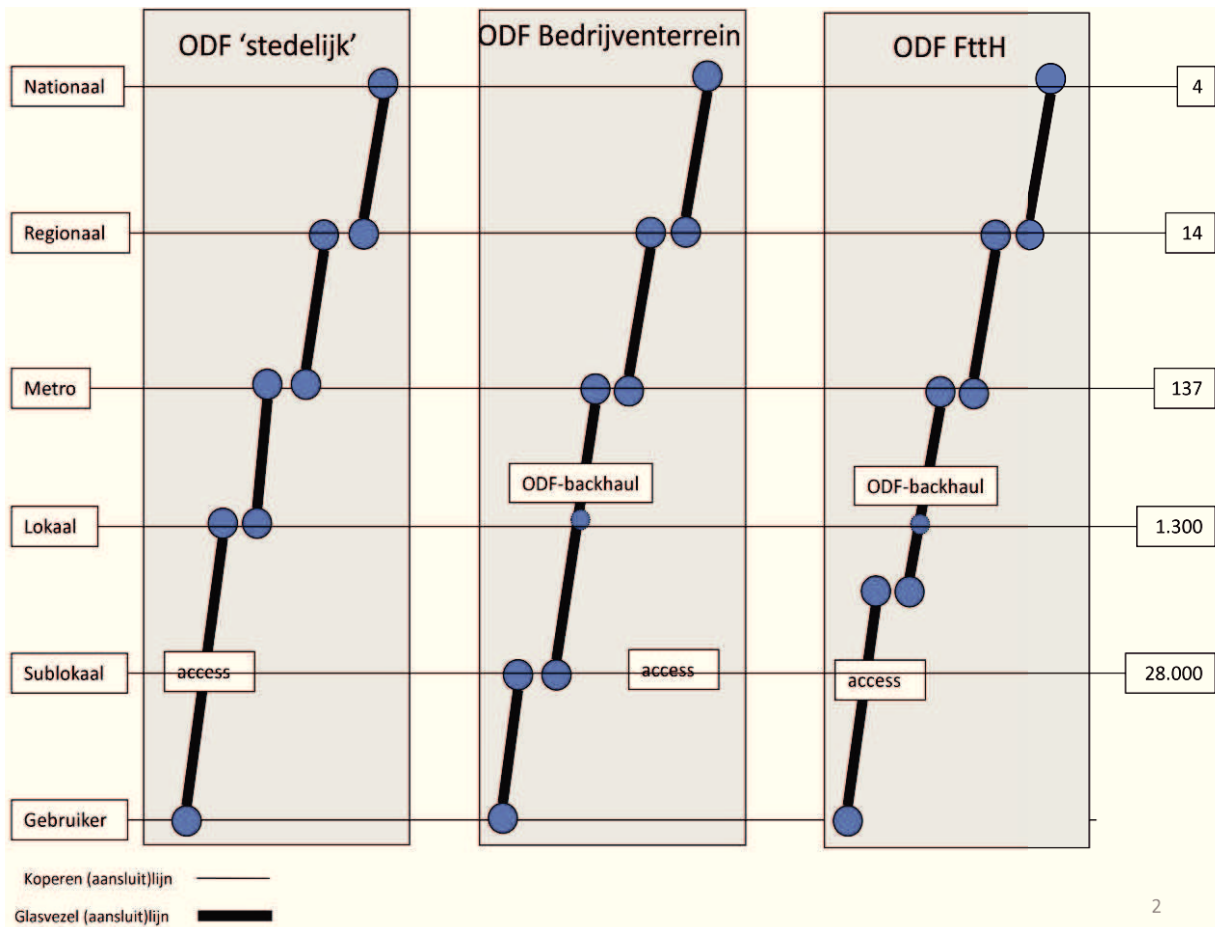 ODF ‘stedelijk’
ODF Bedrijventerrein
ODF FttH
Nationaal
4
Regionaal
14
Metro
137
ODF-backhaul
ODF-backhaul
Lokaal
1.300
Sublokaal
access
access
access
28.000
Gebruiker
Koperen (aansluit)lijn
Glasvezel (aansluit)lijn
2